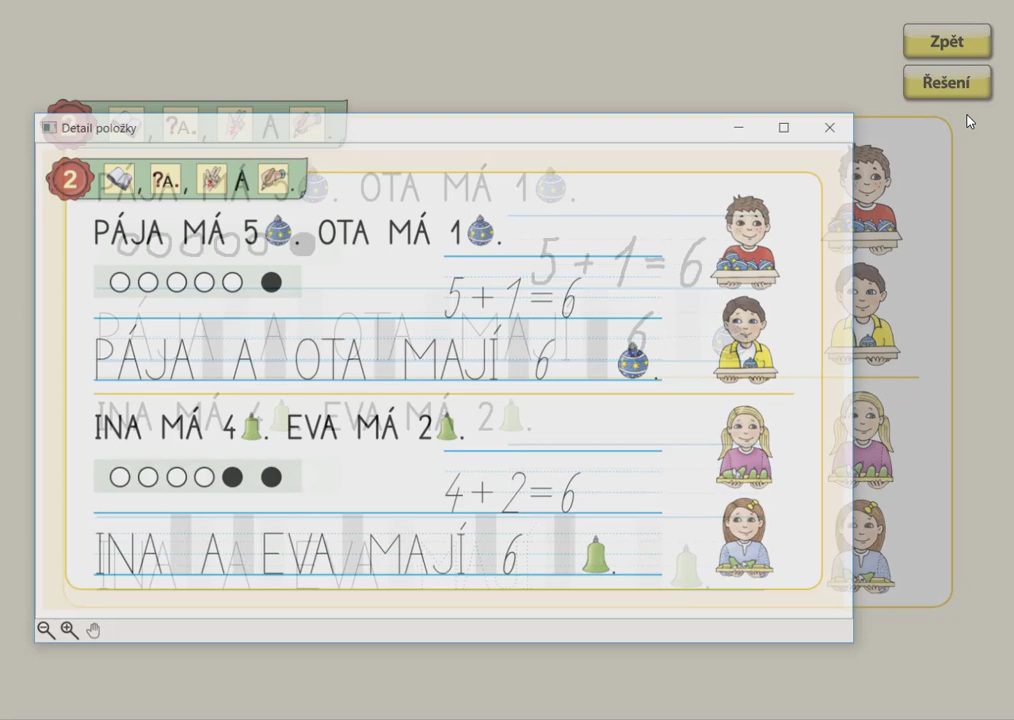 Zpět
Řešení
Detail položky
2 , ?A., A .
PÁJA MÁ 5 . OTA MÁ 1 .
5 + 1 = 6
PÁJA A OTA MAJÍ 6 .
INA MÁ 4 . EVA MÁ 2 .
4 + 2 = 6
INA A EVA MAJÍ 6 .